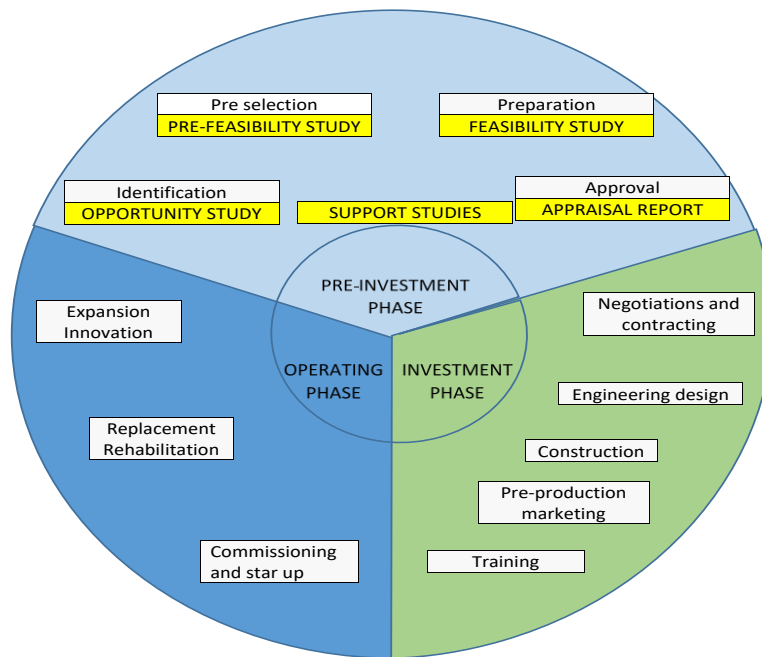 Pre selection
PRE-FEASIBILITY STUDY
Preparation
FEASIBILITY STUDY
Identification
OPPORTUNITY STUDY
SUPPORT STUDIES
Approval
APPRAISAL REPORT
PRE-INVESTMENT
PHASE
OPERATING
PHASE
INVESTMENT
PHASE
Expansion
Innovation
Replacement
Rehabilitation
Commissioning
and star up
Negotiations and
contracting
Engineering design
Construction
Pre-production
marketing
Training